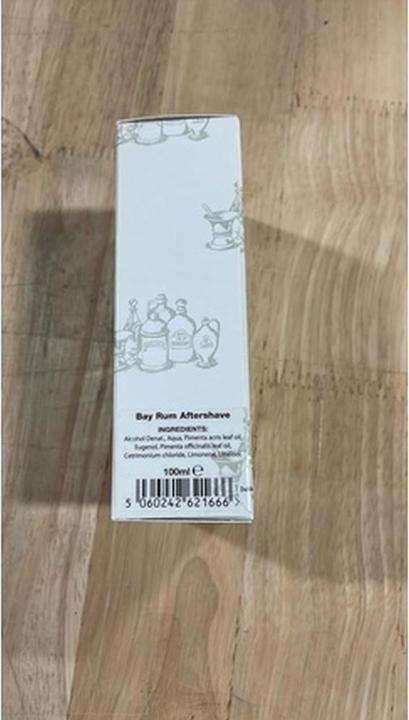 Bay Rum Aftershave
INGREDIENTS:
Alcohol Denat., Aqua, Pimenta acris leaf oil,
Eugenol, Pimenta officinalis leaf oil,
Cetrimonium chloride, Limonene, Linalool
100ml ℮
5 060242 621666 >